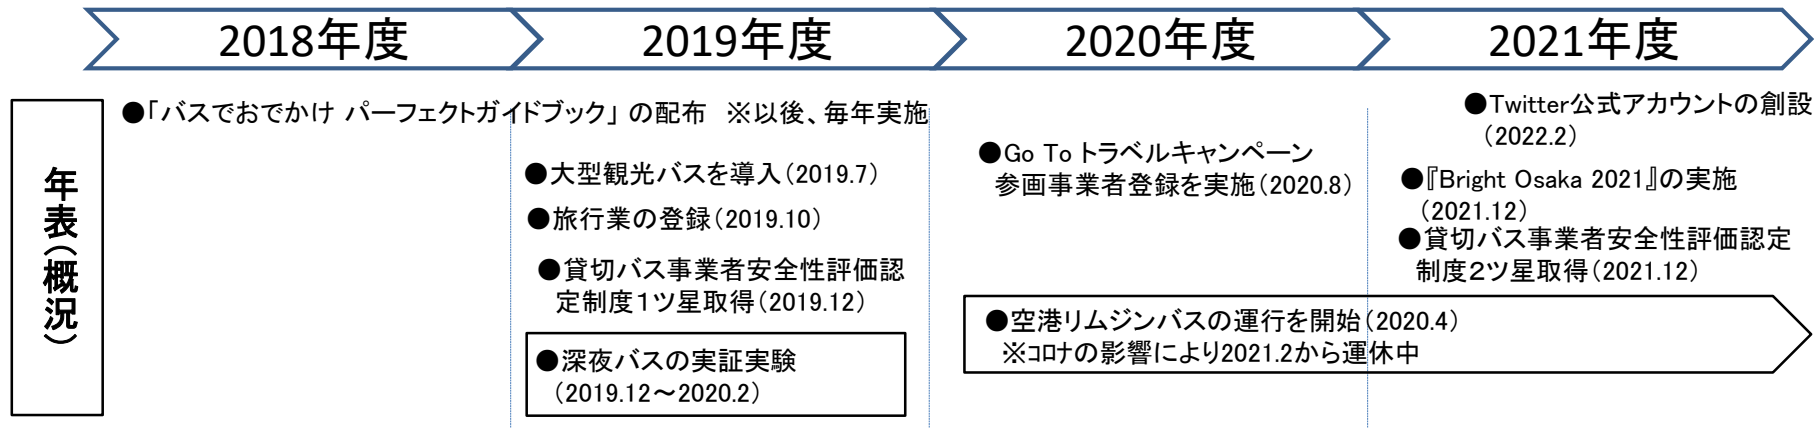 2018年度
2019年度
2020年度
2021年度
年表（概況）
●「バスでおでかけ パーフェクトガイドブック」 の配布　※以後、毎年実施
●大型観光バスを導入（2019.7）
●旅行業の登録（2019.10）
●貸切バス事業者安全性評価認
定制度１ツ星取得（2019.12）
●深夜バスの実証実験
（2019.12～2020.2）
●Go To トラベルキャンペーン
参画事業者登録を実施（2020.8）
●空港リムジンバスの運行を開始（2020.4）
※コロナの影響により2021.2から運休中
●Twitter公式アカウントの創設
（2022.2）
●『Bright Osaka 2021』の実施
（2021.12）
●貸切バス事業者安全性評価認定
制度２ツ星取得（2021.12）